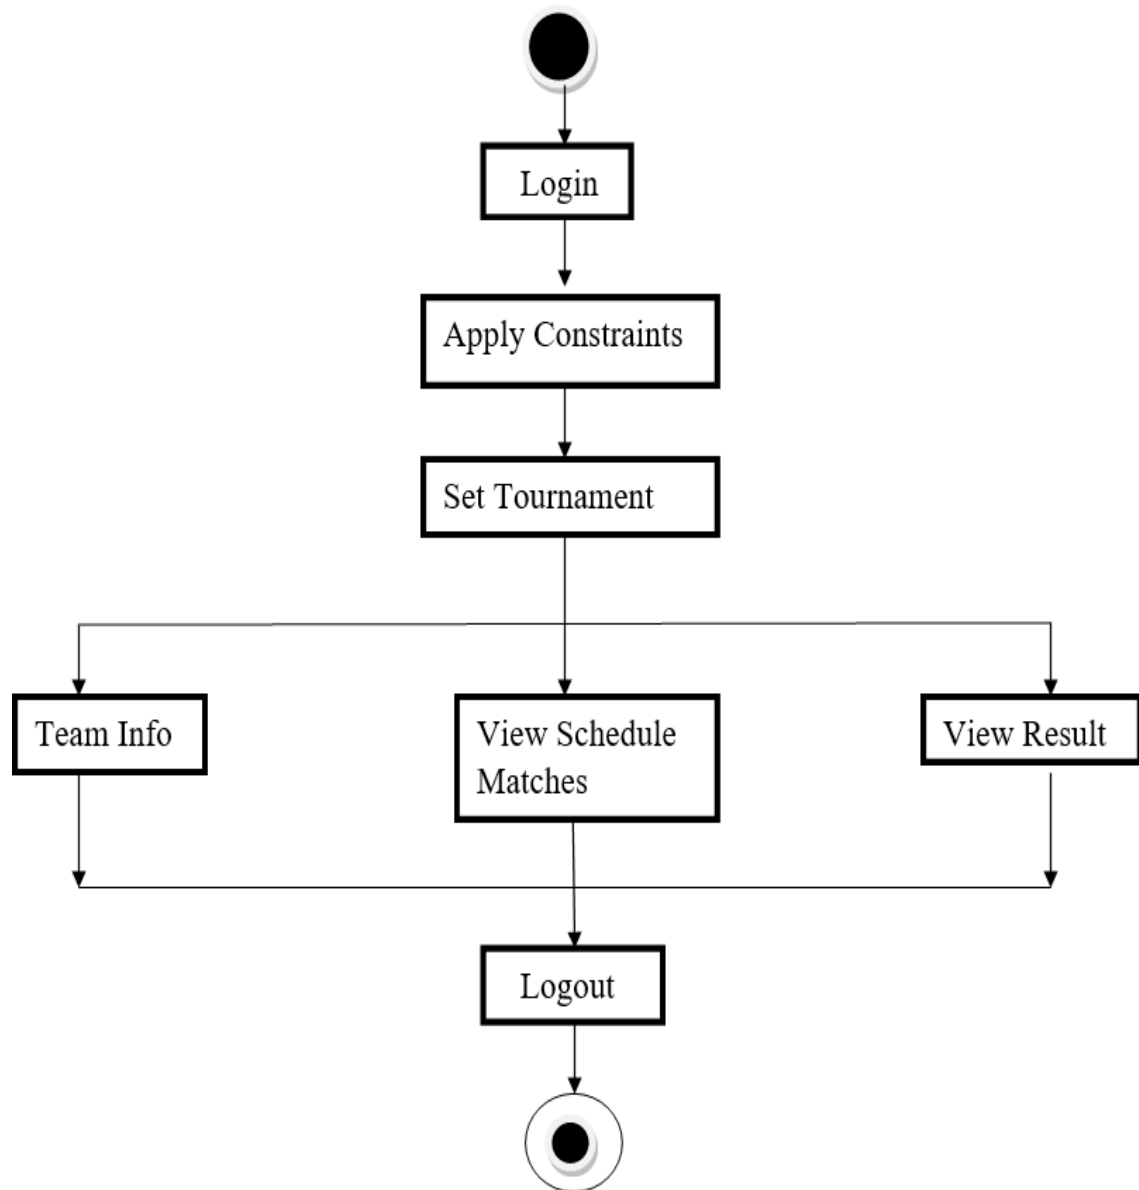 Login
Apply Constraints
Set Tournament
Team Info
View Schedule
Matches
View Result
Logout